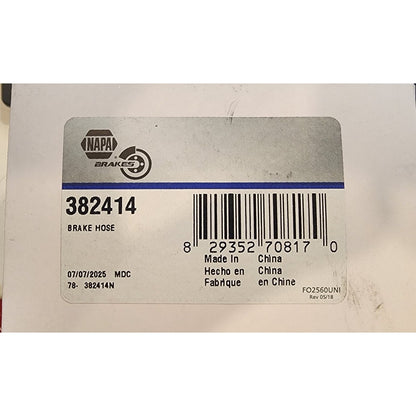 NAPA
®
BRAKES
382414
BRAKE HOSE
8 29352 70817 0
Made In China
Hecho en China
Fabrique en Chine
07/07/2025 MDC
78- 382414N
FO2560UNI
Rev 05/18